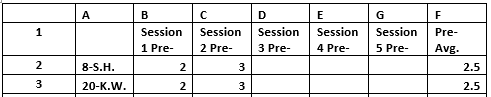 A B C D E G F
1 Session 1 Pre- Session 2 Pre- Session 3 Pre- Session 4 Pre- Session 5 Pre- Pre-Avg.
2 8-S.H. 2 3 2.5
3 20-K.W. 2 3 2.5